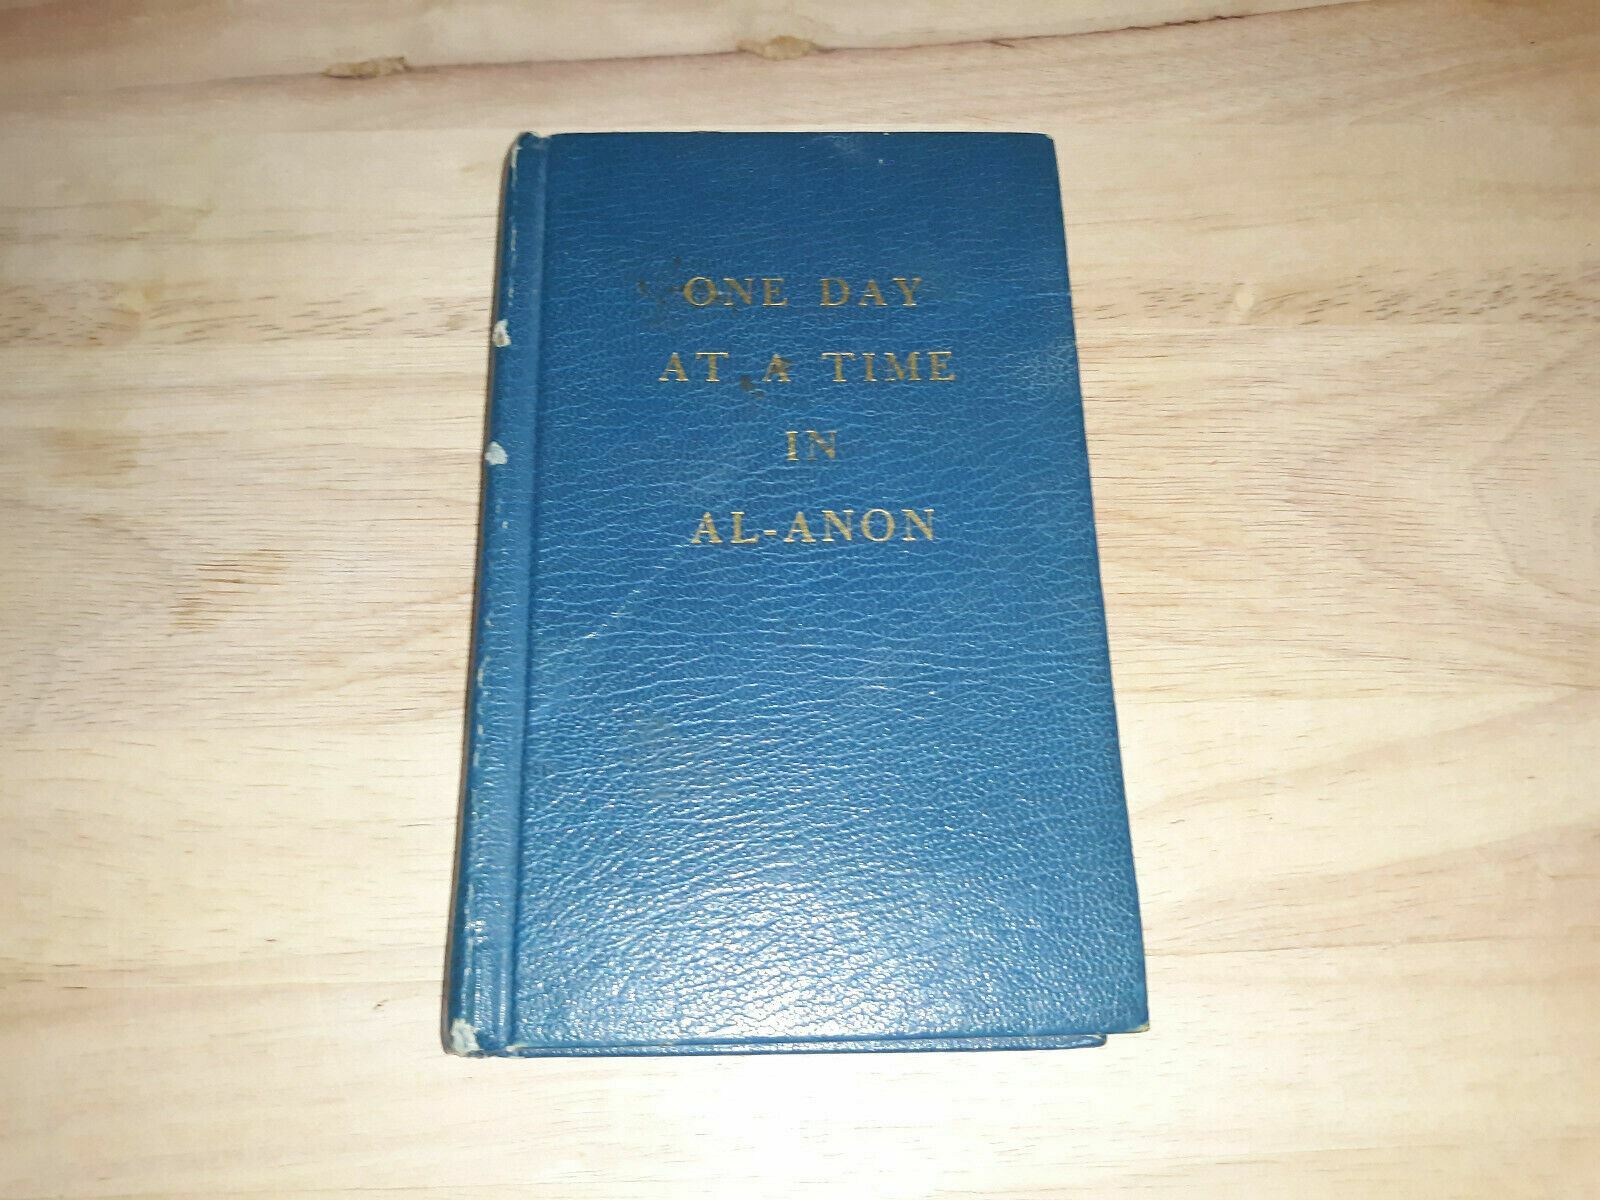 ONE DAY
AT A TIME
IN
AL-ANON